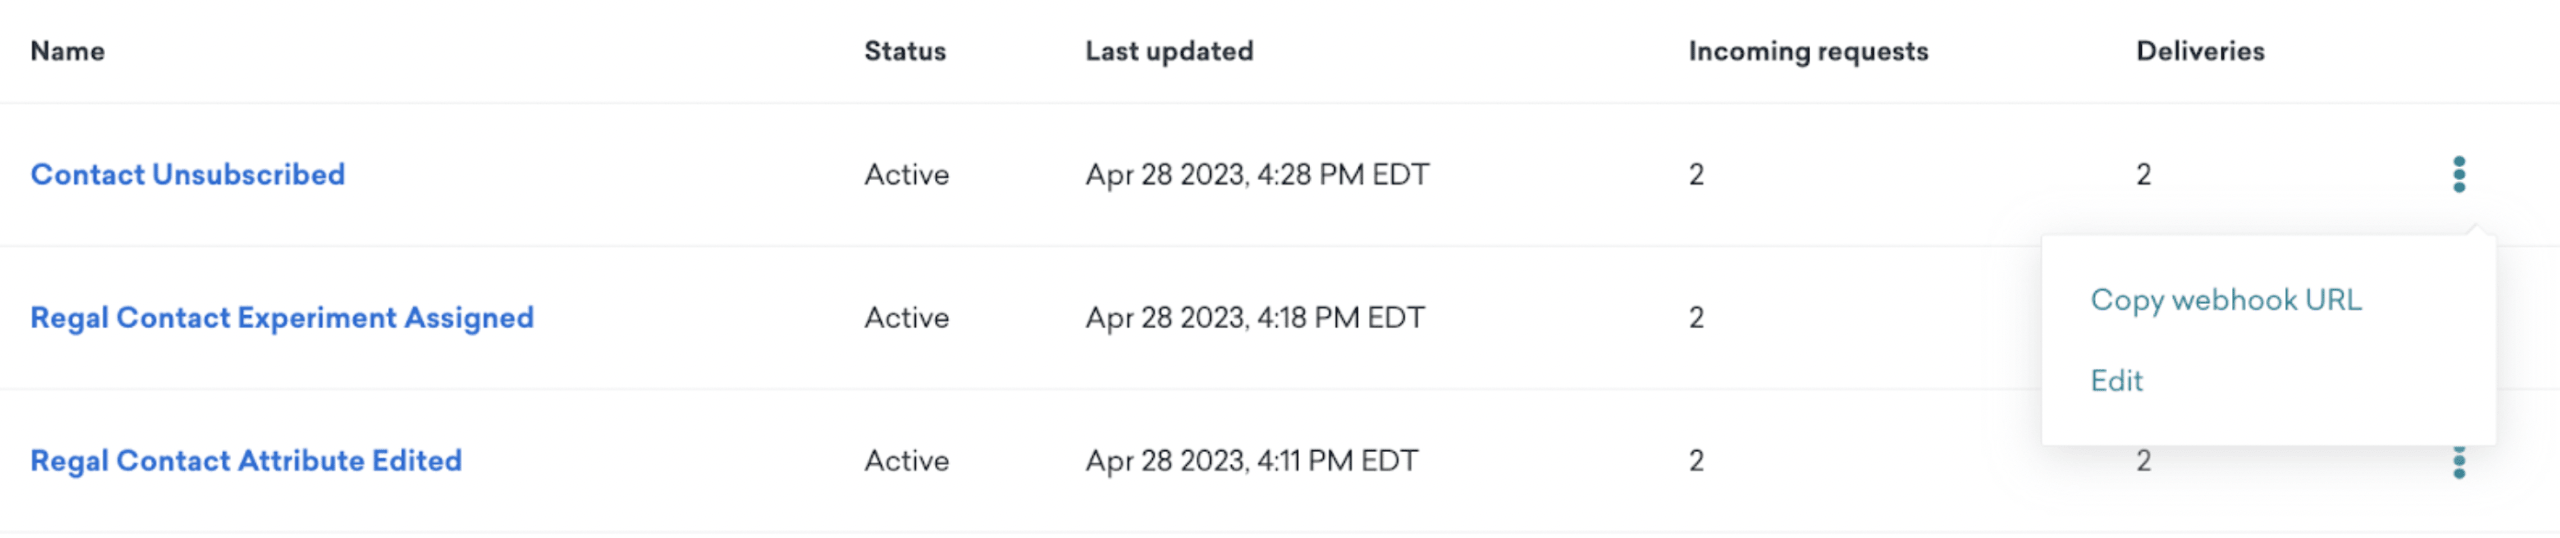 Name Status Last updated Incoming requests Deliveries
Contact Unsubscribed Active Apr 28 2023, 4:28 PM EDT 2 2
Copy webhook URL
Regal Contact Experiment Assigned Active Apr 28 2023, 4:18 PM EDT 2
Edit
Regal Contact Attribute Edited Active Apr 28 2023, 4:11 PM EDT 2 2